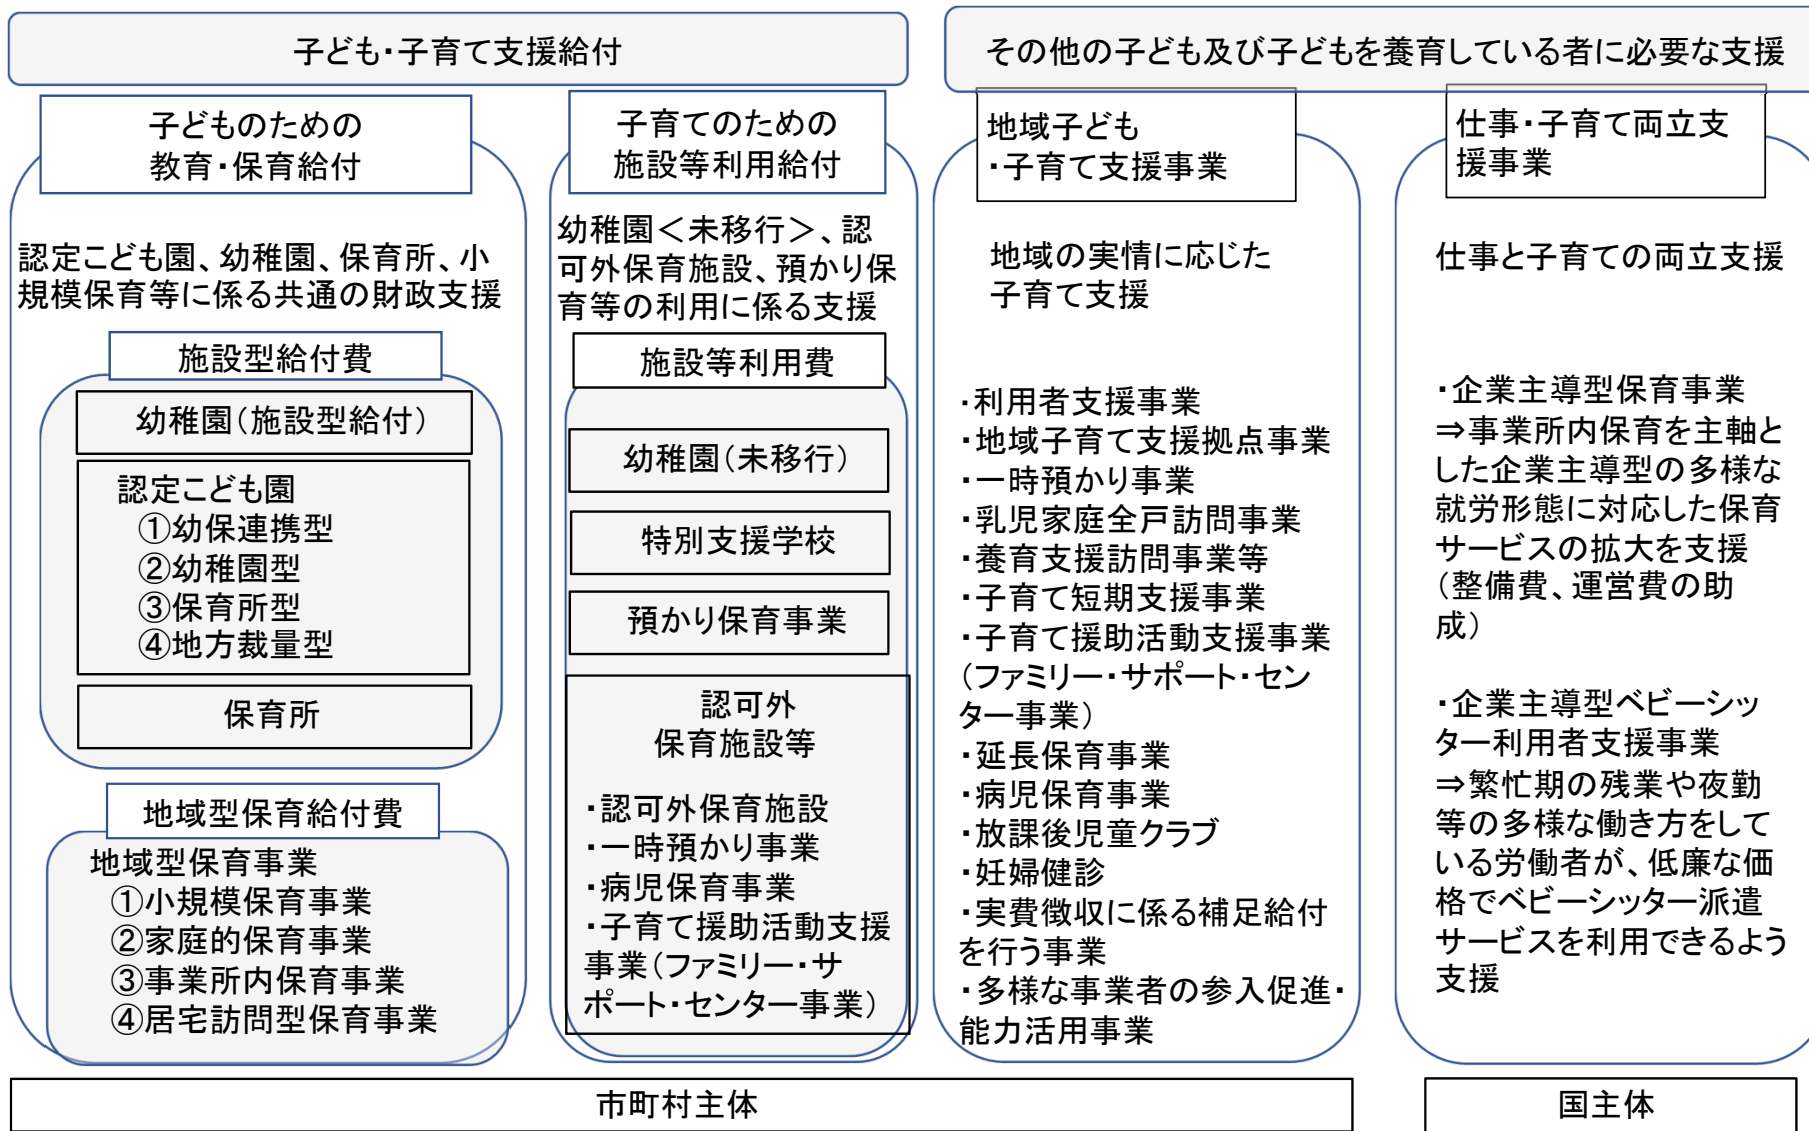 子ども・子育て支援給付
その他の子ども及び子どもを養育している者に必要な支援
子どものための
教育・保育給付
認定こども園、幼稚園、保育所、小
規模保育等に係る共通の財政支援
施設型給付費
幼稚園(施設型給付)
認定こども園
①幼保連携型
②幼稚園型
③保育所型
④地方裁量型
保育所
地域型保育給付費
地域型保育事業
①小規模保育事業
②家庭的保育事業
③事業所内保育事業
④居宅訪問型保育事業
子育てのための
施設等利用給付
幼稚園<未移行>、認
可外保育施設、預かり保
育等の利用に係る支援
施設等利用費
幼稚園(未移行)
特別支援学校
預かり保育事業
認可外
保育施設等
・認可外保育施設
・一時預かり事業
・病児保育事業
・子育て援助活動支援
事業(ファミリー・サ
ポート・センター事業)
地域子ども
・子育て支援事業
地域の実情に応じた
子育て支援
・利用者支援事業
・地域子育て支援拠点事業
・一時預かり事業
・乳児家庭全戸訪問事業
・養育支援訪問事業等
・子育て短期支援事業
・子育て援助活動支援事業
(ファミリー・サポート・セン
ター事業)
・延長保育事業
・病児保育事業
・放課後児童クラブ
・妊婦健診
・実費徴収に係る補足給付
を行う事業
・多様な事業者の参入促進・
能力活用事業
仕事・子育て両立支
援事業
仕事と子育ての両立支援
・企業主導型保育事業
⇒事業所内保育を主軸と
した企業主導型の多様な
就労形態に対応した保育
サービスの拡大を支援
(整備費、運営費の助
成)
・企業主導型ベビーシッ
ター利用者支援事業
⇒繁忙期の残業や夜勤
等の多様な働き方をして
いる労働者が、低廉な価
格でベビーシッター派遣
サービスを利用できるよう
支援
市町村主体
国主体